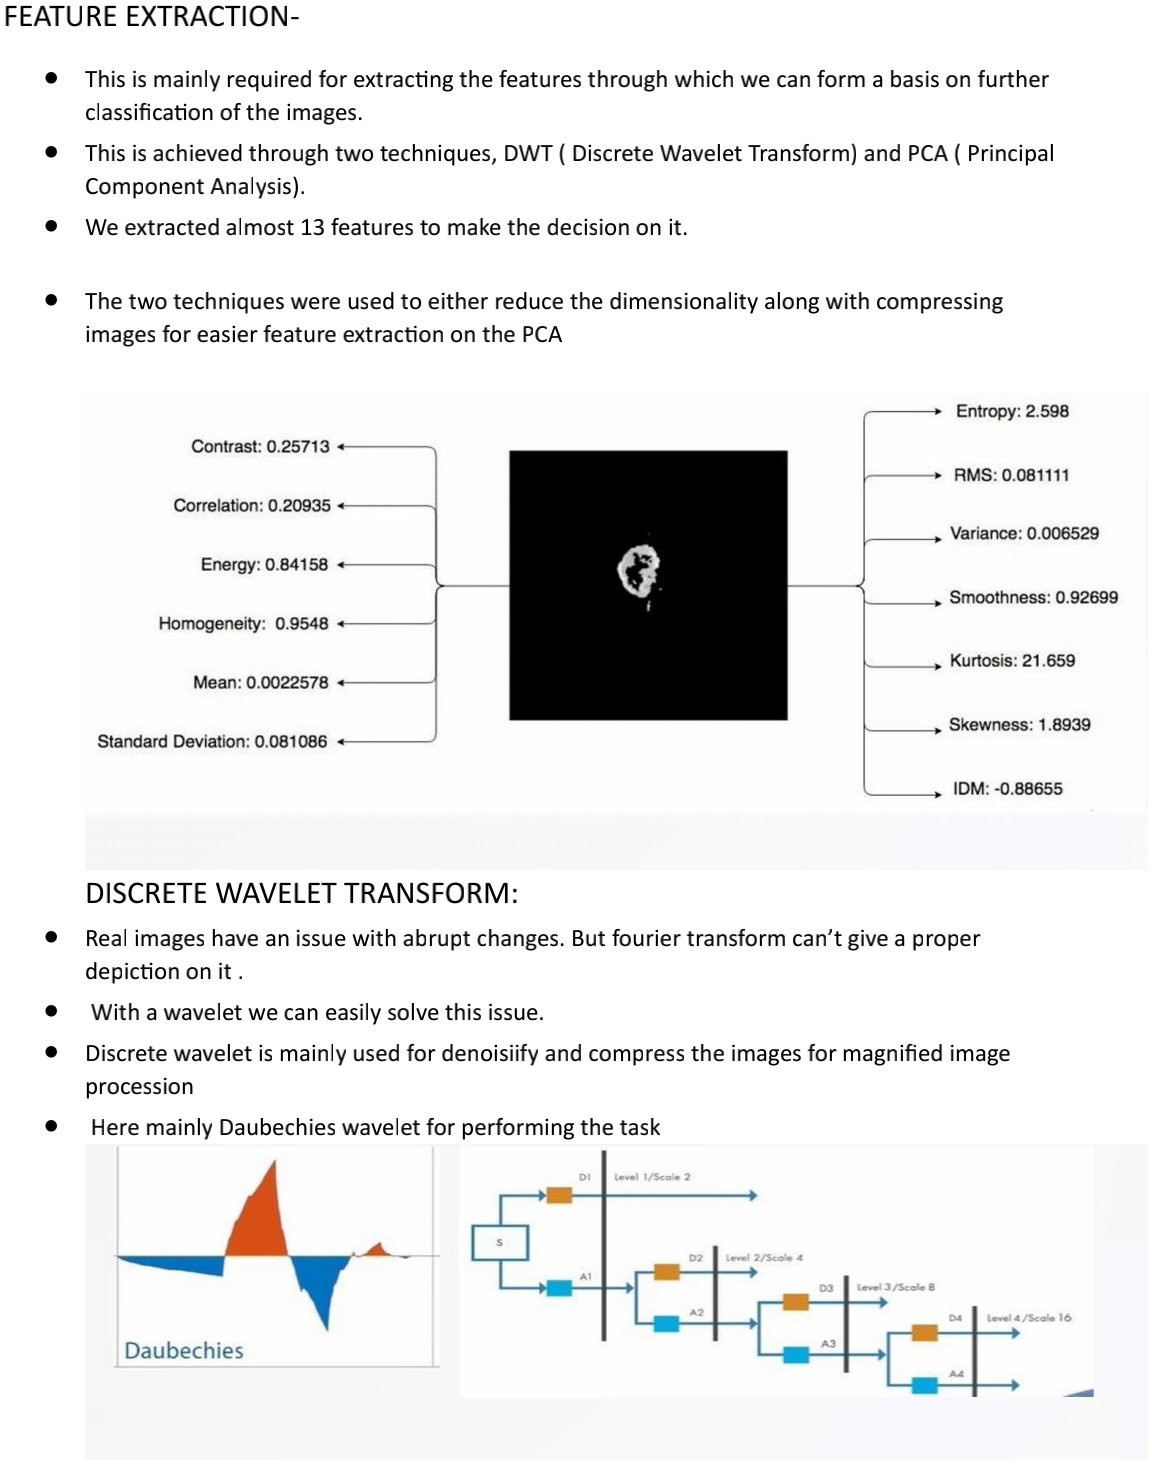 FEATURE EXTRACTION-
● This is mainly required for extracting the features through which we can form a basis on further
classification of the images.
● This is achieved through two techniques, DWT ( Discrete Wavelet Transform) and PCA ( Principal
Component Analysis).
● We extracted almost 13 features to make the decision on it.
● The two techniques were used to either reduce the dimensionality along with compressing
images for easier feature extraction on the PCA
Contrast: 0.25713
Correlation: 0.20935
Energy: 0.84158
Homogeneity: 0.9548
Mean: 0.0022578
Standard Deviation: 0.081086
Entropy: 2.598
RMS: 0.081111
Variance: 0.006529
Smoothness: 0.92699
Kurtosis: 21.659
Skewness: 1.8939
IDM: -0.88655
DISCRETE WAVELET TRANSFORM:
● Real images have an issue with abrupt changes. But fourier transform can’t give a proper
depiction on it .
● With a wavelet we can easily solve this issue.
● Discrete wavelet is mainly used for denoisiify and compress the images for magnified image
procession
● Here mainly Daubechies wavelet for performing the task
Daubechies
S
D1
Level 1/Scale 2
A1
D2
Level 2/Scale 4
A2
D3
Level 3/Scale 8
A3
D4
Level 4/Scale 16
A4